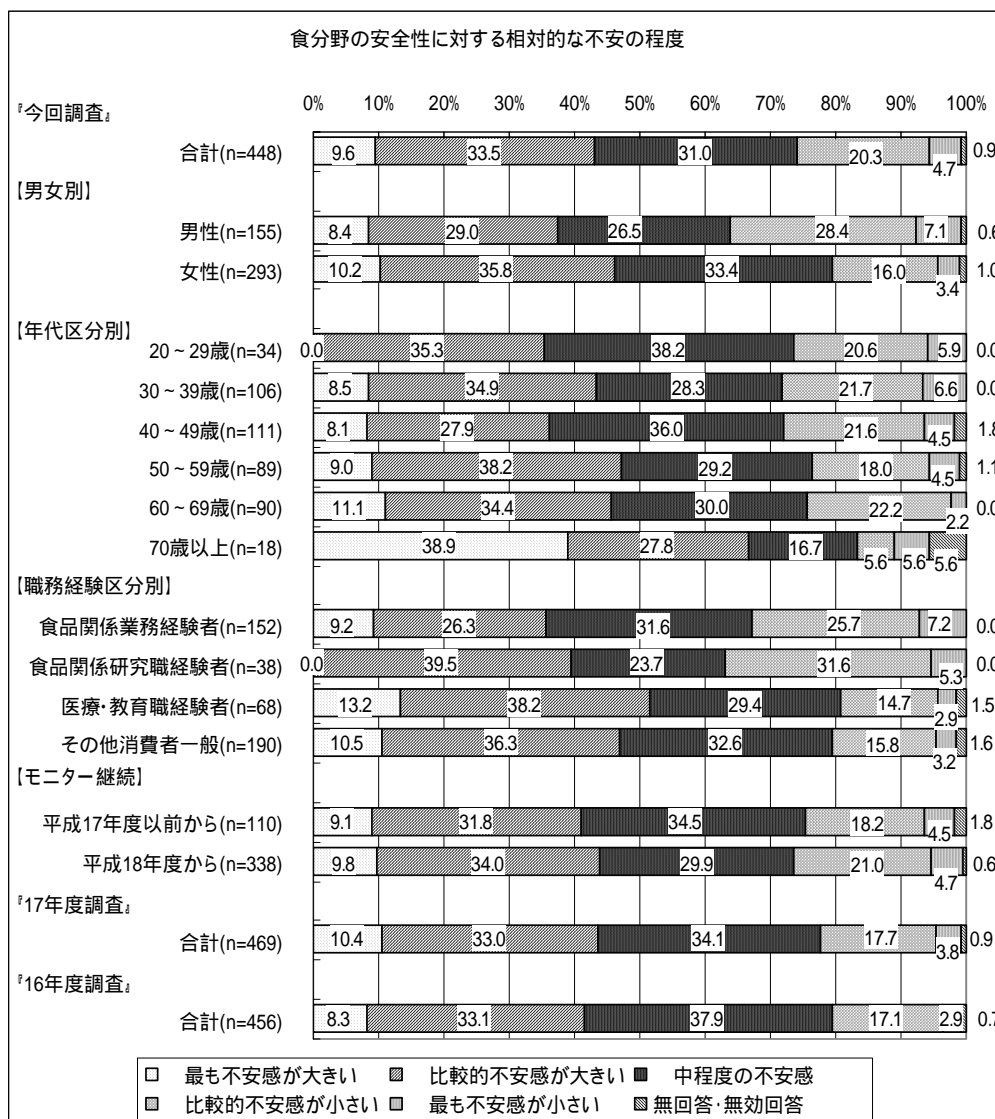 食分野の安全性に対する相対的な不安の程度
0% 10% 20% 30% 40% 50% 60% 70% 80% 90% 100%
『今回調査』
合計(n=448) 9.6 33.5 31.0 20.3 4.7 0.9
【男女別】
男性(n=155) 8.4 29.0 26.5 28.4 7.1 0.6
女性(n=293) 10.2 35.8 33.4 16.0 3.4 1.0
【年代区分別】
20～29歳(n=34) 0.0 35.3 38.2 20.6 5.9 0.0
30～39歳(n=106) 8.5 34.9 28.3 21.7 6.6 0.0
40～49歳(n=111) 8.1 27.9 36.0 21.6 4.5 1.8
50～59歳(n=89) 9.0 38.2 29.2 18.0 4.5 1.1
60～69歳(n=90) 11.1 34.4 30.0 22.2 2.2 0.0
70歳以上(n=18) 38.9 27.8 16.7 5.6 5.6 5.6
【職務経験区分別】
食品関係業務経験者(n=152) 9.2 26.3 31.6 25.7 7.2 0.0
食品関係研究職経験者(n=38) 0.0 39.5 23.7 31.6 5.3 0.0
医療・教育職経験者(n=68) 13.2 38.2 29.4 14.7 2.9 1.5
その他消費者一般(n=190) 10.5 36.3 32.6 15.8 3.2 1.6
【モニター継続】
平成17年度以前から(n=110) 9.1 31.8 34.5 18.2 4.5 1.8
平成18年度から(n=338) 9.8 34.0 29.9 21.0 4.7 0.6
『17年度調査』
合計(n=469) 10.4 33.0 34.1 17.7 3.8 0.9
『16年度調査』
合計(n=456) 8.3 33.1 37.9 17.1 2.9 0.7
最も不安感が大きい 比較的不安感が大きい 中程度の不安感
比較的不安感が小さい 最も不安感が小さい 無回答・無効回答